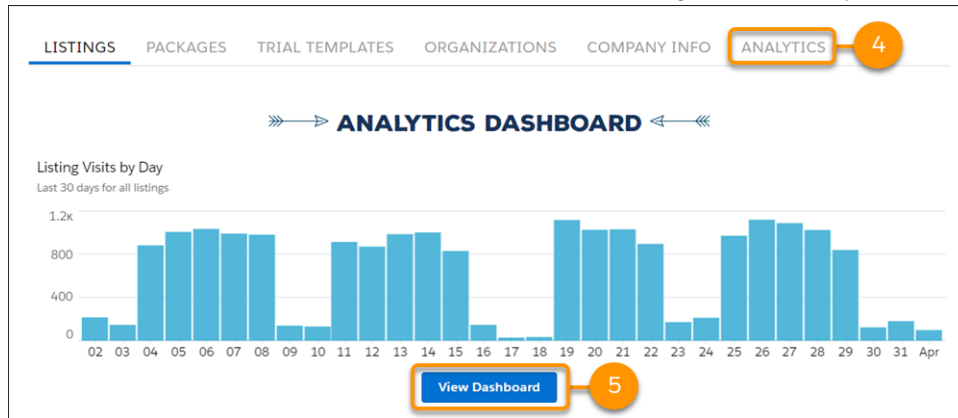 LISTINGS PACKAGES TRIAL TEMPLATES ORGANIZATIONS COMPANY INFO ANALYTICS 4
ANALYTICS DASHBOARD
Listing Visits by Day
Last 30 days for all listings
1.2K
800
400
0
02 03 04 05 06 07 08 09 10 11 12 13 14 15 16 17 18 19 20 21 22 23 24 25 26 27 28 29 30 31 Apr
View Dashboard 5